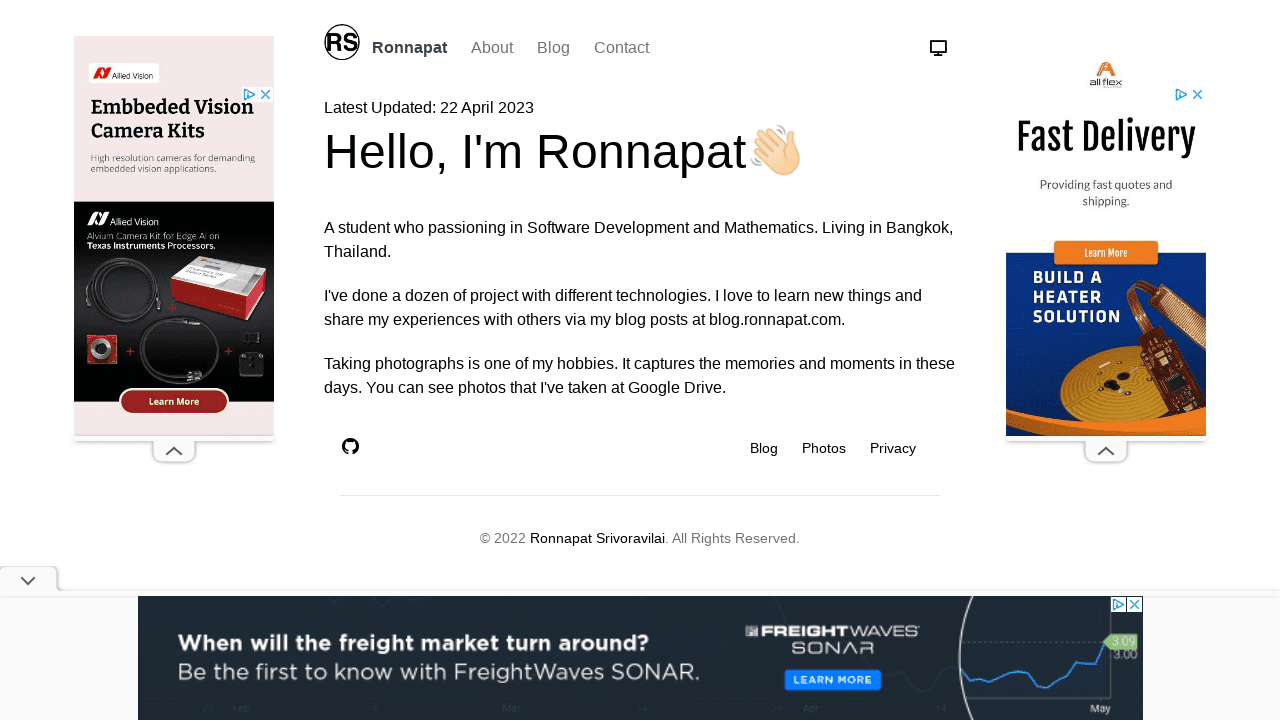 RS
Ronnapat
About
Blog
Contact
Latest Updated: 22 April 2023
Hello, I'm Ronnapat
A student who passioning in Software Development and Mathematics. Living in Bangkok,
Thailand.
I've done a dozen of project with different technologies. I love to learn new things and
share my experiences with others via my blog posts at blog.ronnapat.com.
Taking photographs is one of my hobbies. It captures the memories and moments in these
days. You can see photos that I've taken at Google Drive.
Blog
Photos
Privacy
© 2022 Ronnapat Srivoravilai. All Rights Reserved.
Allied Vision
Embbeded Vision
Camera Kits
High resolution cameras for demanding
embedded vision applications.
Allied Vision
Alvium Camera Kit for Edge AI on
Texas Instruments Processors.
Learn More
all flex
Fast Delivery
Providing fast quotes and
shipping.
Learn More
BUILD A
HEATER
SOLUTION
When will the freight market turn around?
Be the first to know with FreightWaves SONAR.
FREIGHTWAVES
SONAR
LEARN MORE
3.09
3.00
Feb
14
Mar
14
28
Apr
14
May